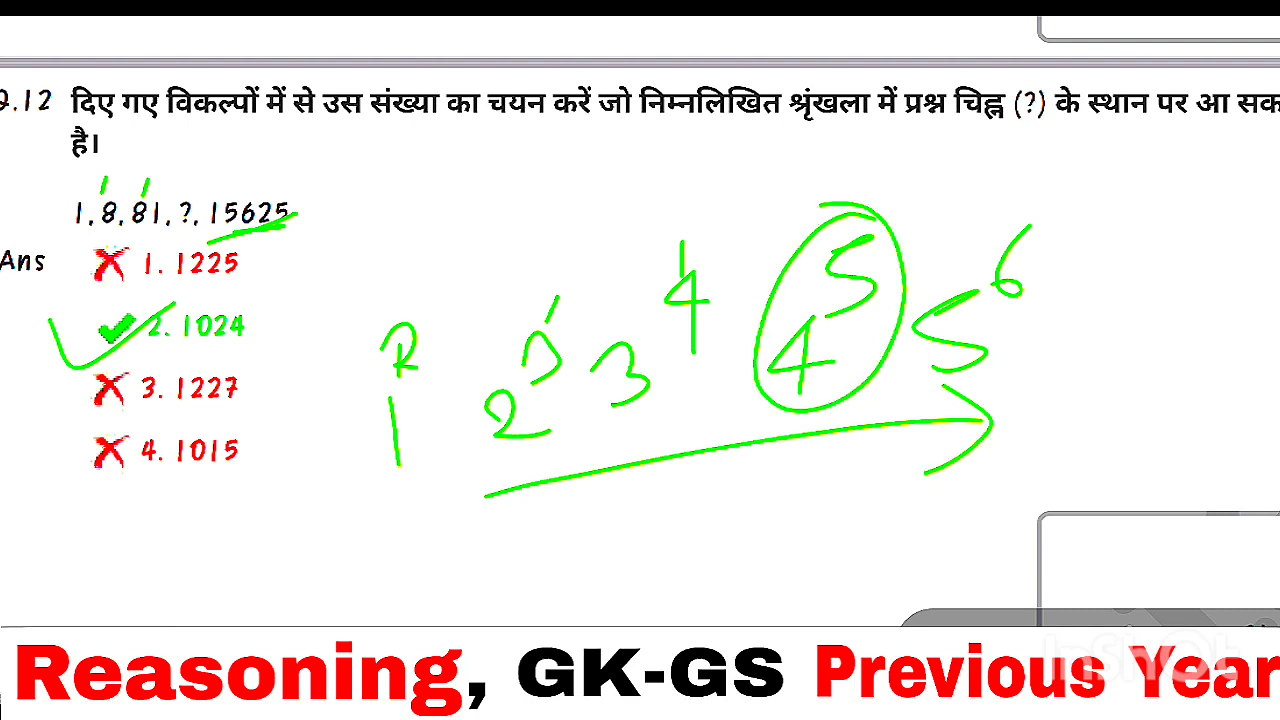 .12 दिए गए विकल्पों में से उस संख्या का चयन करें जो निम्नलिखित श्रृंखला में प्रश्न चिह्न (?) के स्थान पर आ सक
है।
1, 8, 81, ?, 15625
Ans
1. 1225
2. 1024
3. 1227
4. 1015
1 2 3 4 4 5 5 6
InShOt
Reasoning, GK-GS Previous Year